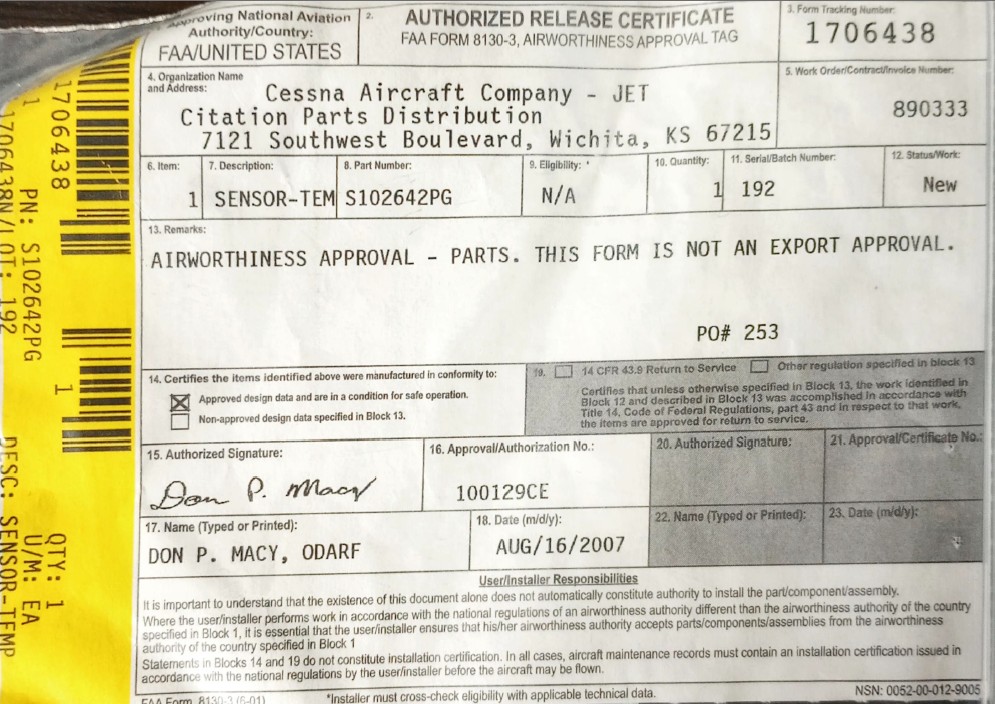 1. Approving National Aviation Authority/Country:
FAA/UNITED STATES
2.
AUTHORIZED RELEASE CERTIFICATE
FAA FORM 8130-3, AIRWORTHINESS APPROVAL TAG
3. Form Tracking Number:
1706438
4. Organization Name
and Address:
Cessna Aircraft Company - JET
Citation Parts Distribution
7121 Southwest Boulevard, Wichita, KS 67215
5. Work Order/Contract/Invoice Number:
890333
6. Item:
1
7. Description:
SENSOR-TEM
8. Part Number:
S102642PG
9. Eligibility: *
N/A
10. Quantity:
1
11. Serial/Batch Number:
192
12. Status/Work:
New
13. Remarks:
AIRWORTHINESS APPROVAL - PARTS. THIS FORM IS NOT AN EXPORT APPROVAL.
PO# 253
14. Certifies the items identified above were manufactured in conformity to:
Approved design data and are in a condition for safe operation.
Non-approved design data specified in Block 13.
19. 14 CFR 43.9 Return to Service Other regulation specified in block 13
Certifies that unless otherwise specified in Block 13, the work identified in
Block 12 and described in Block 13 was accomplished in accordance with
Title 14, Code of Federal Regulations, part 43 and in respect to that work,
the items are approved for return to service.
15. Authorized Signature:
Don P. Macy
16. Approval/Authorization No.:
100129CE
20. Authorized Signature:
21. Approval/Certificate No.:
17. Name (Typed or Printed):
DON P. MACY, ODARF
18. Date (m/d/y):
AUG/16/2007
22. Name (Typed or Printed):
23. Date (m/d/y):
User/Installer Responsibilities
It is important to understand that the existence of this document alone does not automatically constitute authority to install the part/component/assembly.
Where the user/installer performs work in accordance with the national regulations of an airworthiness authority different than the airworthiness authority of the country
specified in Block 1, it is essential that the user/installer ensures that his/her airworthiness authority accepts parts/components/assemblies from the airworthiness
authority of the country specified in Block 1
Statements in Blocks 14 and 19 do not constitute installation certification. In all cases, aircraft maintenance records must contain an installation certification issued in
accordance with the national regulations by the user/installer before the aircraft may be flown.
FAA Form 8130-3 (6-01)
*Installer must cross-check eligibility with applicable technical data.
NSN: 0052-00-012-9005
1706438
1
PN: S102642PG
QTY: 1
U/M: EA
1
1706438
N/LOT: 192
DESC: SENSOR-TEMP